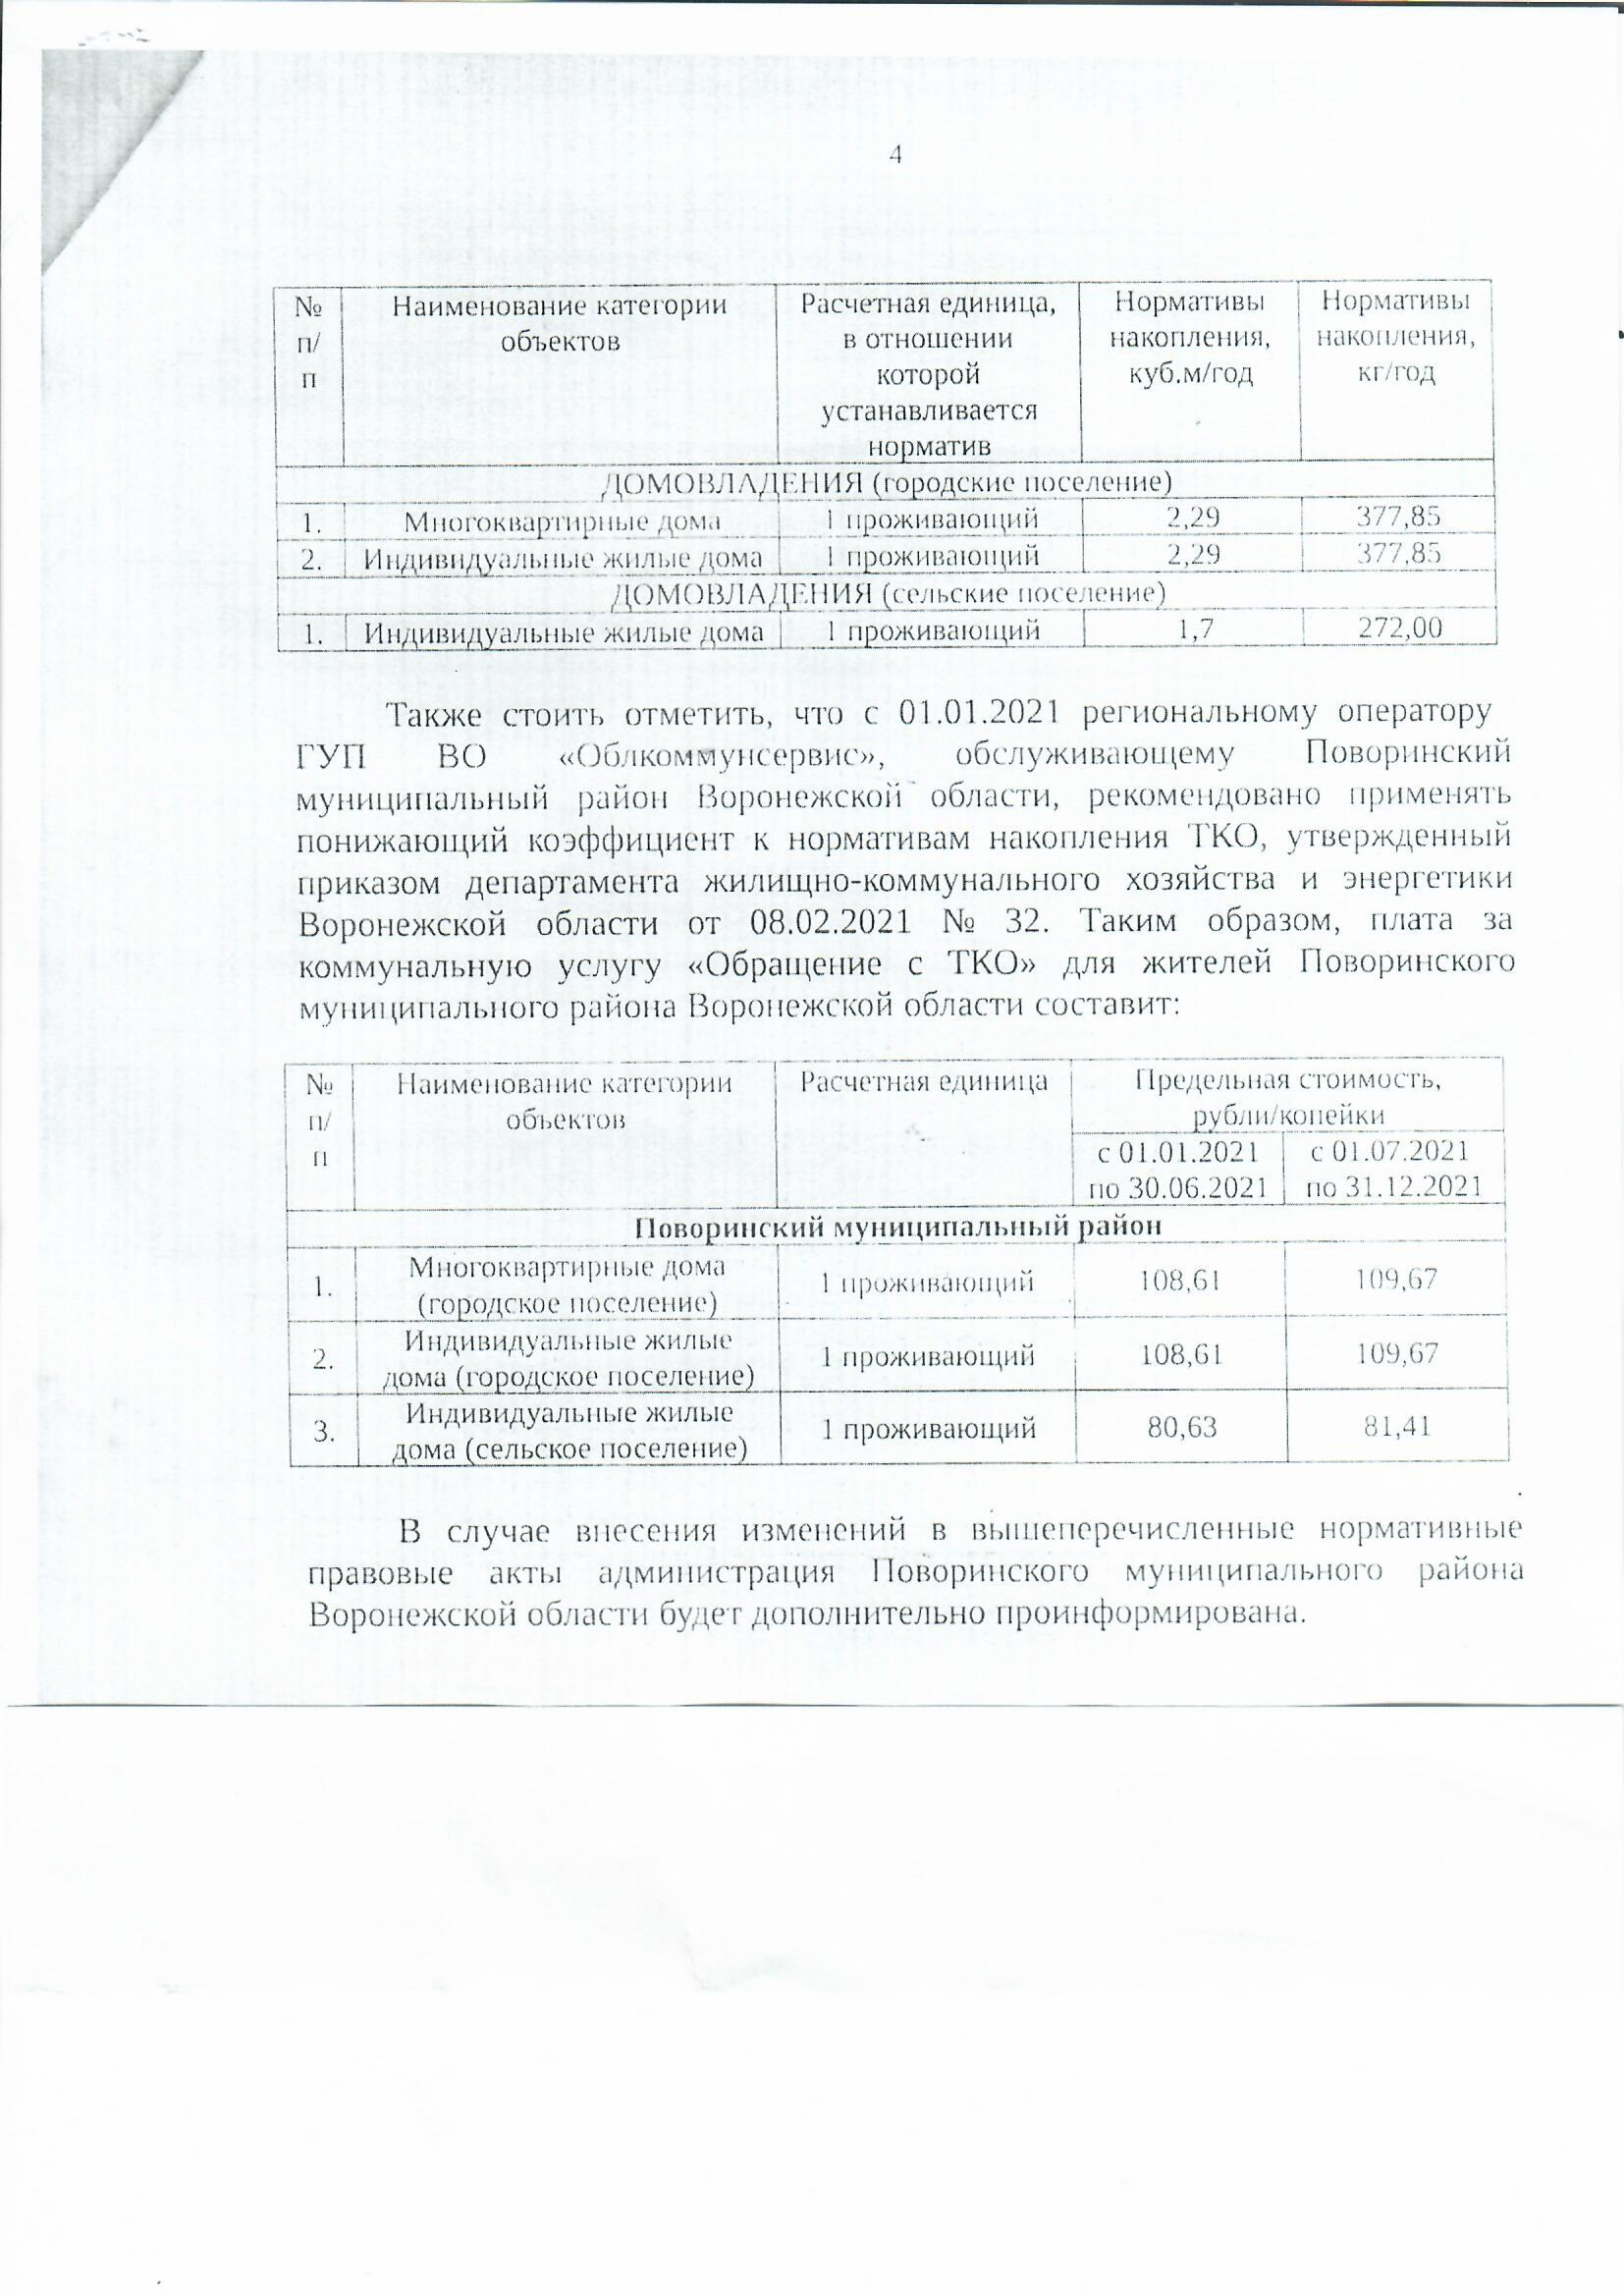 4
№ Наименование категории Расчетная единица, Нормативы Нормативы
п/ объектов в отношении накопления, накопления,
п которой куб.м/год кг/год
устанавливается
норматив
ДОМОВЛАДЕНИЯ (городские поселение)
1. Многоквартирные дома 1 проживающий 2,29 377,85
2. Индивидуальные жилые дома 1 проживающий 2,29 377,85
ДОМОВЛАДЕНИЯ (сельские поселение)
1. Индивидуальные жилые дома 1 проживающий 1,7 272,00
Также стоить отметить, что с 01.01.2021 региональному оператору
ГУП ВО «Облкоммунсервис», обслуживающему Поворинский
муниципальный район Воронежской области, рекомендовано применять
понижающий коэффициент к нормативам накопления ТКО, утвержденный
приказом департамента жилищно-коммунального хозяйства и энергетики
Воронежской области от 08.02.2021 № 32. Таким образом, плата за
коммунальную услугу «Обращение с ТКО» для жителей Поворинского
муниципального района Воронежской области составит:
№ Наименование категории Расчетная единица Предельная стоимость,
п/ объектов рубли/копейки
п с 01.01.2021 с 01.07.2021
по 30.06.2021 по 31.12.2021
Поворинский муниципальный район
1. Многоквартирные дома 1 проживающий 108,61 109,67
(городское поселение)
2. Индивидуальные жилые 1 проживающий 108,61 109,67
дома (городское поселение)
3. Индивидуальные жилые 1 проживающий 80,63 81,41
дома (сельское поселение)
В случае внесения изменений в вышеперечисленные нормативные
правовые акты администрация Поворинского муниципального района
Воронежской области будет дополнительно проинформирована.